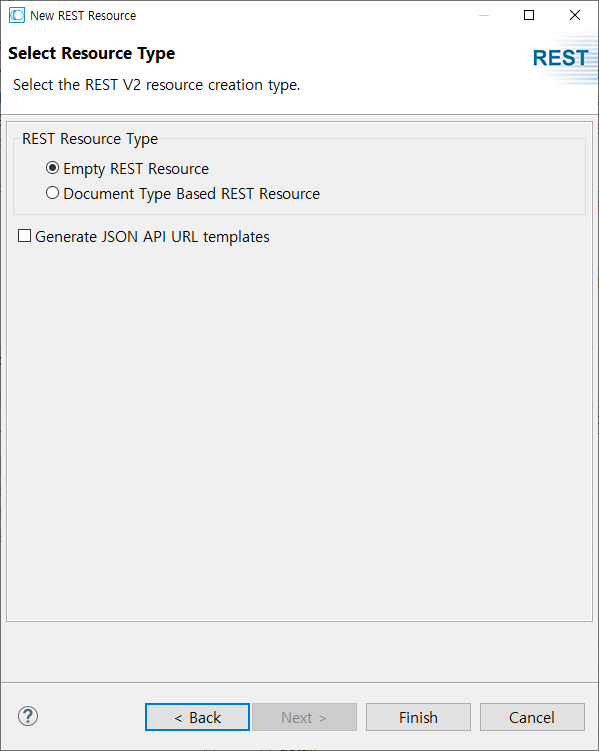 New REST Resource
Select Resource Type
REST
Select the REST V2 resource creation type.
REST Resource Type
Empty REST Resource
Document Type Based REST Resource
Generate JSON API URL templates
?
< Back
Next >
Finish
Cancel